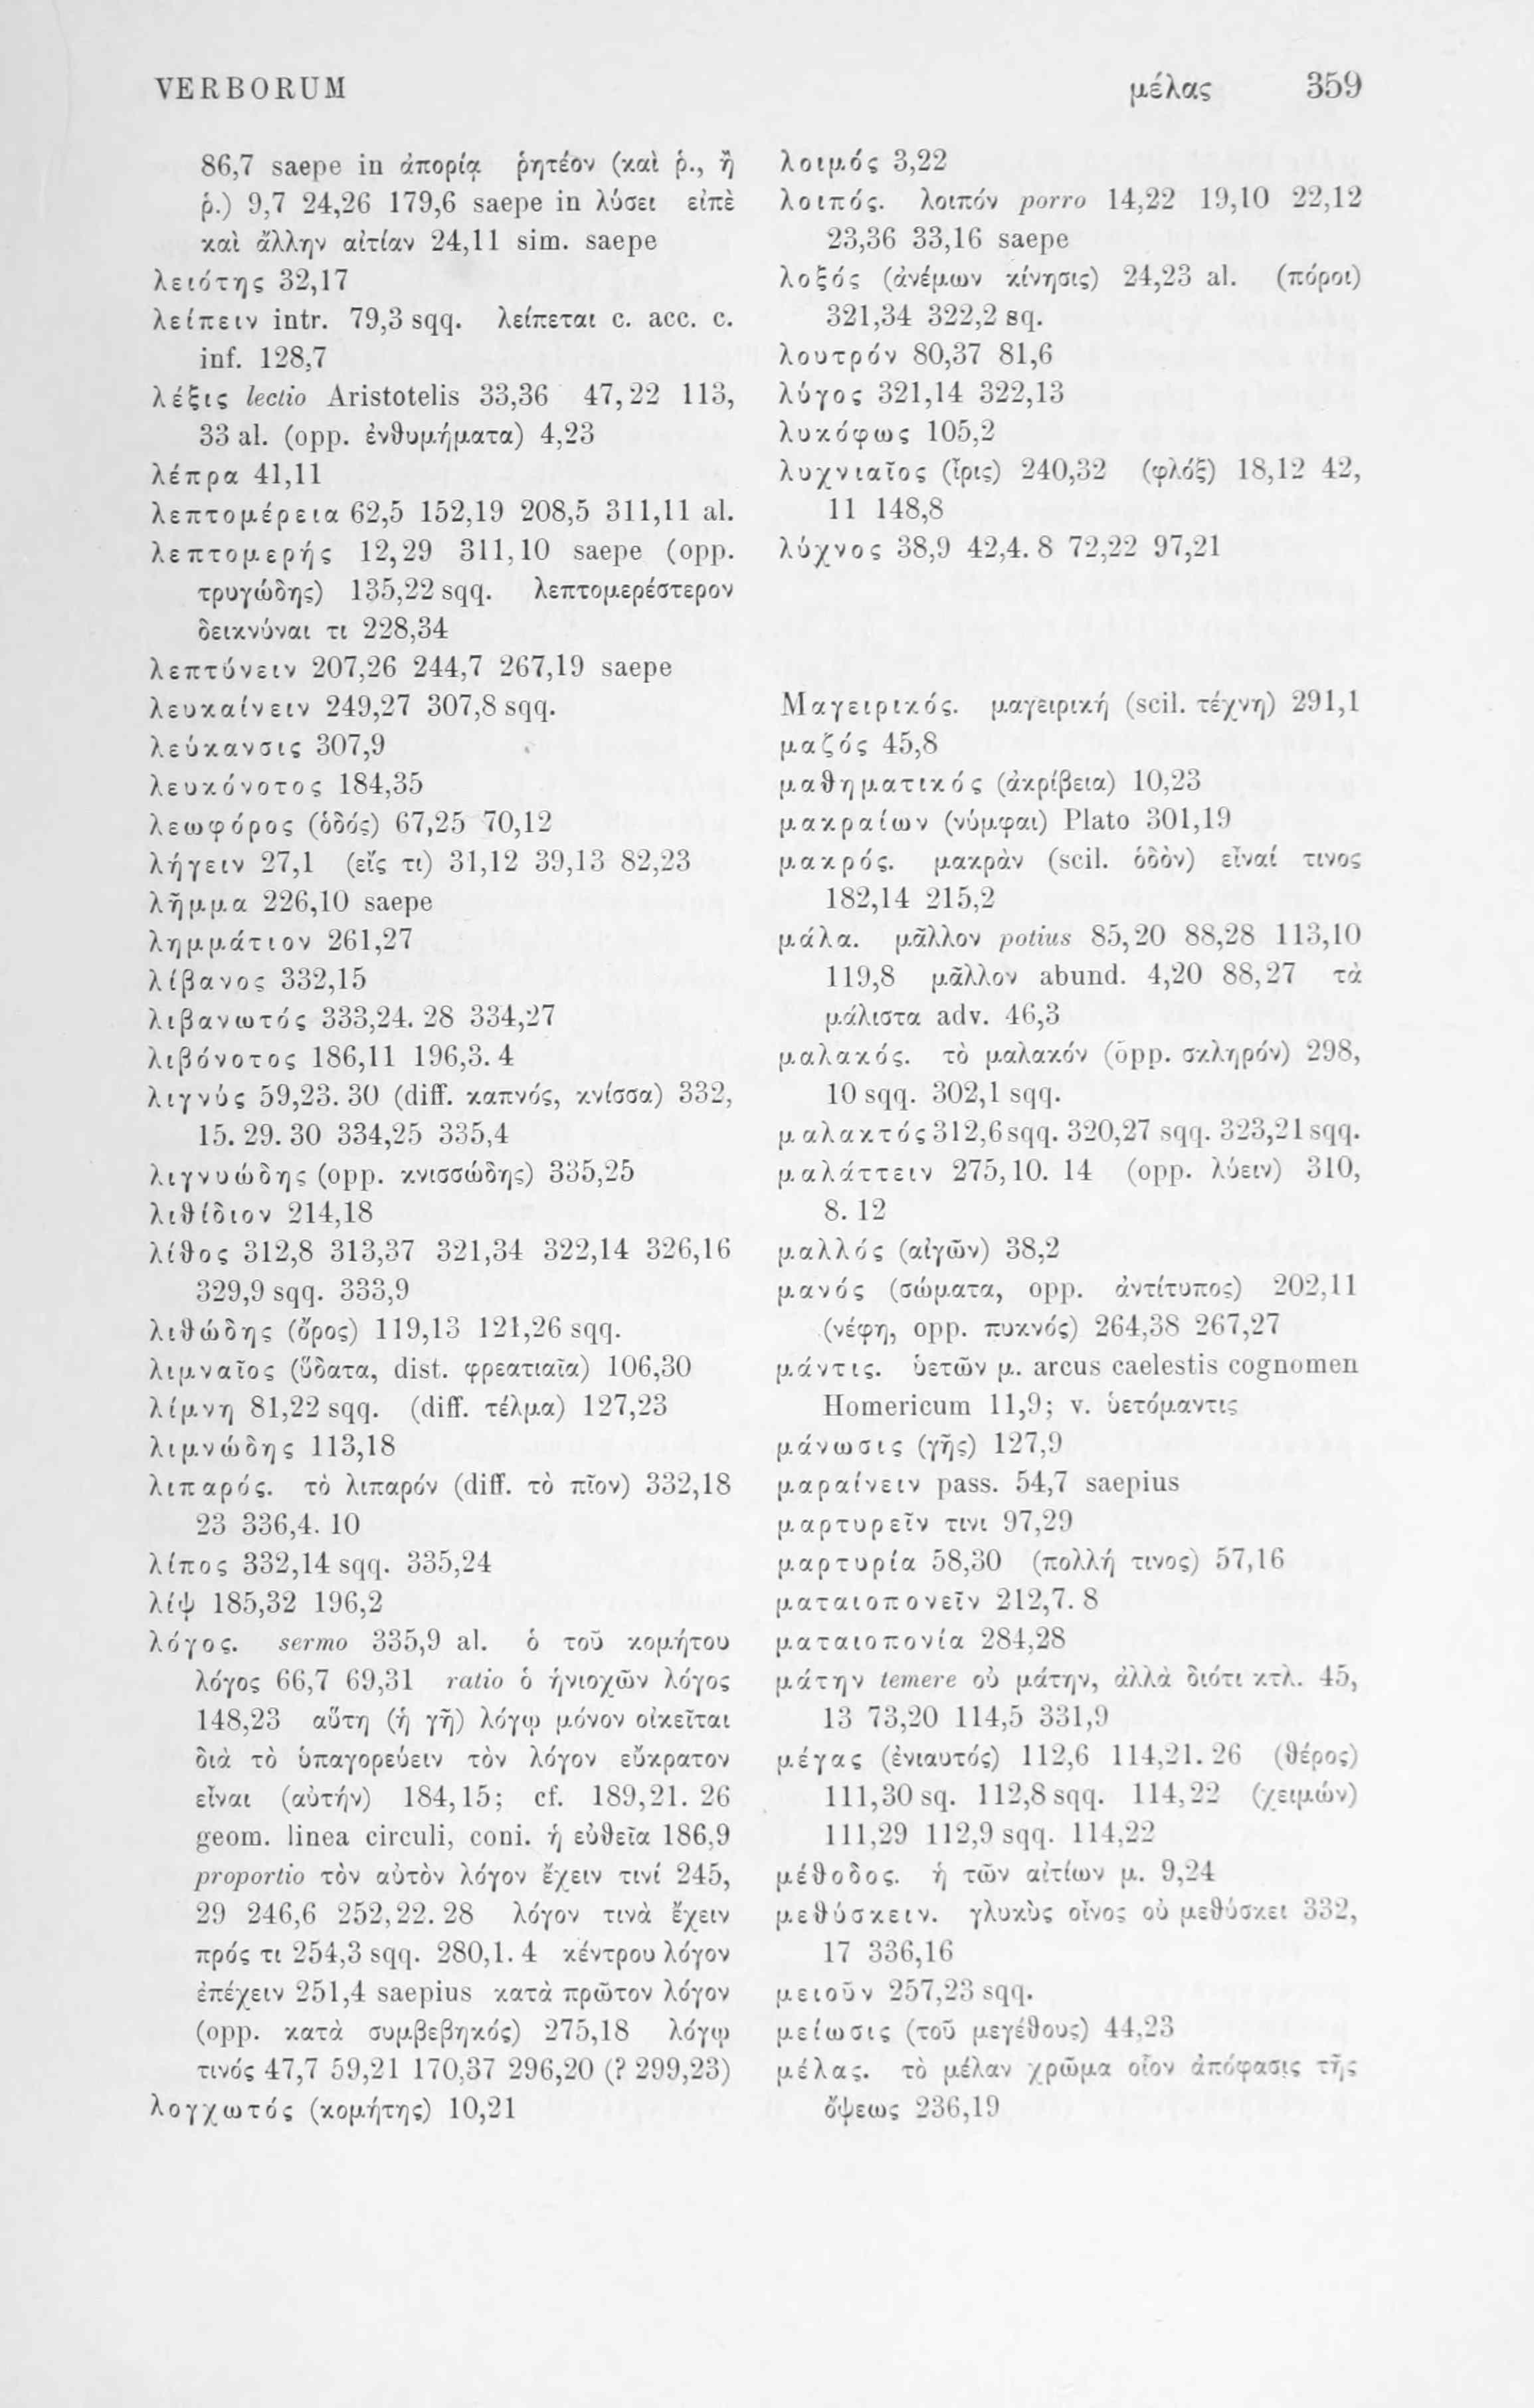 VERBORUM μέλας 359
86,7 saepe in ἀπορίᾳ ῥητέον (καὶ ῥ., ἢ
ῥ.) 9,7 24,26 179,6 saepe in λύσει εἰπὲ
καὶ ἄλλην αἰτίαν 24,11 sim. saepe
λειότης 32,17
λείπειν intr. 79,3 sqq. λείπεται c. acc. c.
inf. 128,7
λέξις lectio Aristotelis 33,36 47,22 113,
33 al. (opp. ἐνθυμήματα) 4,23
λέπρα 41,11
λεπτομέρεια 62,5 152,19 208,5 311,11 al.
λεπτομερής 12,29 311,10 saepe (opp.
τρυγώδης) 135,22 sqq. λεπτομερέστερον
δεικνύναι τι 228,34
λεπτύνειν 207,26 244,7 267,19 saepe
λευκαίνειν 249,27 307,8 sqq.
λεύκανσις 307,9
λευκόνοτος 184,35
λεωφόρος (ὁδός) 67,25 70,12
λήγειν 27,1 (εἴς τι) 31,12 39,13 82,23
λῆμμα 226,10 saepe
λημμάτιον 261,27
λίβανος 332,15
λιβανωτός 333,24. 28 334,27
λιβόνοτος 186,11 196,3. 4
λιγνύς 59,23. 30 (diff. καπνός, κνίσσα) 332,
15. 29. 30 334,25 335,4
λιγνυώδης (opp. κνισσώδης) 335,25
λιθίδιον 214,18
λίθος 312,8 313,37 321,34 322,14 326,16
329,9 sqq. 333,9
λιθώδης (ὄρος) 119,13 121,26 sqq.
λιμναῖος (ὕδατα, dist. φρεατιαῖα) 106,30
λίμνη 81,22 sqq. (diff. τέλμα) 127,23
λιμνώδης 113,18
λιπαρός. τὸ λιπαρόν (diff. τὸ πῖον) 332,18
23 336,4. 10
λίπος 332,14 sqq. 335,24
λίψ 185,32 196,2
λόγος. sermo 335,9 al. ὁ τοῦ κομήτου
λόγος 66,7 69,31 ratio ὁ ἡνιοχῶν λόγος
148,23 αὕτη (ἡ γῆ) λόγῳ μόνον οἰκεῖται
διὰ τὸ ὑπαγορεύειν τὸν λόγον εὔκρατον
εἶναι (αὐτήν) 184,15; cf. 189,21. 26
geom. linea circuli, coni. ἡ εὐθεῖα 186,9
proportio τὸν αὐτὸν λόγον ἔχειν τινί 245,
29 246,6 252,22. 28 λόγον τινὰ ἔχειν
πρός τι 254,3 sqq. 280,1. 4 κέντρου λόγον
ἐπέχειν 251,4 saepius κατὰ πρῶτον λόγον
(opp. κατὰ συμβεβηκός) 275,18 λόγῳ
τινός 47,7 59,21 170,37 296,20 (? 299,23)
λογχωτός (κομήτης) 10,21
λοιμός 3,22
λοιπός. λοιπόν porro 14,22 19,10 22,12
23,36 33,16 saepe
λοξός (ἀνέμων κίνησις) 24,23 al. (πόροι)
321,34 322,2 sq.
λουτρόν 80,37 81,6
λύγος 321,14 322,13
λυκόφως 105,2
λυχνιαῖος (ἶρις) 240,32 (φλόξ) 18,12 42,
11 148,8
λύχνος 38,9 42,4. 8 72,22 97,21
Μαγειρικός. μαγειρική (scil. τέχνη) 291,1
μαζός 45,8
μαθηματικός (ἀκρίβεια) 10,23
μακραίων (νύμφαι) Plato 301,19
μακρός. μακρὰν (scil. ὁδὸν) εἶναί τινος
182,14 215,2
μάλα. μᾶλλον potius 85,20 88,28 113,10
119,8 μᾶλλον abund. 4,20 88,27 τὰ
μάλιστα adv. 46,3
μαλακός. τὸ μαλακόν (opp. σκληρόν) 298,
10 sqq. 302,1 sqq.
μαλακτός 312,6 sqq. 320,27 sqq. 323,21 sqq.
μαλάττειν 275,10. 14 (opp. λύειν) 310,
8. 12
μαλλός (αἰγῶν) 38,2
μανός (σώματα, opp. ἀντίτυπος) 202,11
(νέφη, opp. πυκνός) 264,38 267,27
μάντις. ὑετῶν μ. arcus caelestis cognomen
Homericum 11,9; v. ὑετόμαντις
μάνωσις (γῆς) 127,9
μαραίνειν pass. 54,7 saepius
μαρτυρεῖν τινι 97,29
μαρτυρία 58,30 (πολλή τινος) 57,16
ματαιοπονεῖν 212,7. 8
ματαιοπονία 284,28
μάτην temere οὐ μάτην, ἀλλὰ διότι κτλ. 45,
13 73,20 114,5 331,9
μέγας (ἐνιαυτός) 112,6 114,21. 26 (θέρος)
111,30 sq. 112,8 sqq. 114,22 (χειμών)
111,29 112,9 sqq. 114,22
μέθοδος. ἡ τῶν αἰτίων μ. 9,24
μεθύσκειν. γλυκὺς οἶνος οὐ μεθύσκει 332,
17 336,16
μειοῦν 257,23 sqq.
μείωσις (τοῦ μεγέθους) 44,23
μέλας. τὸ μέλαν χρῶμα οἷον ἀπόφασις τῆς
ὄψεως 236,19